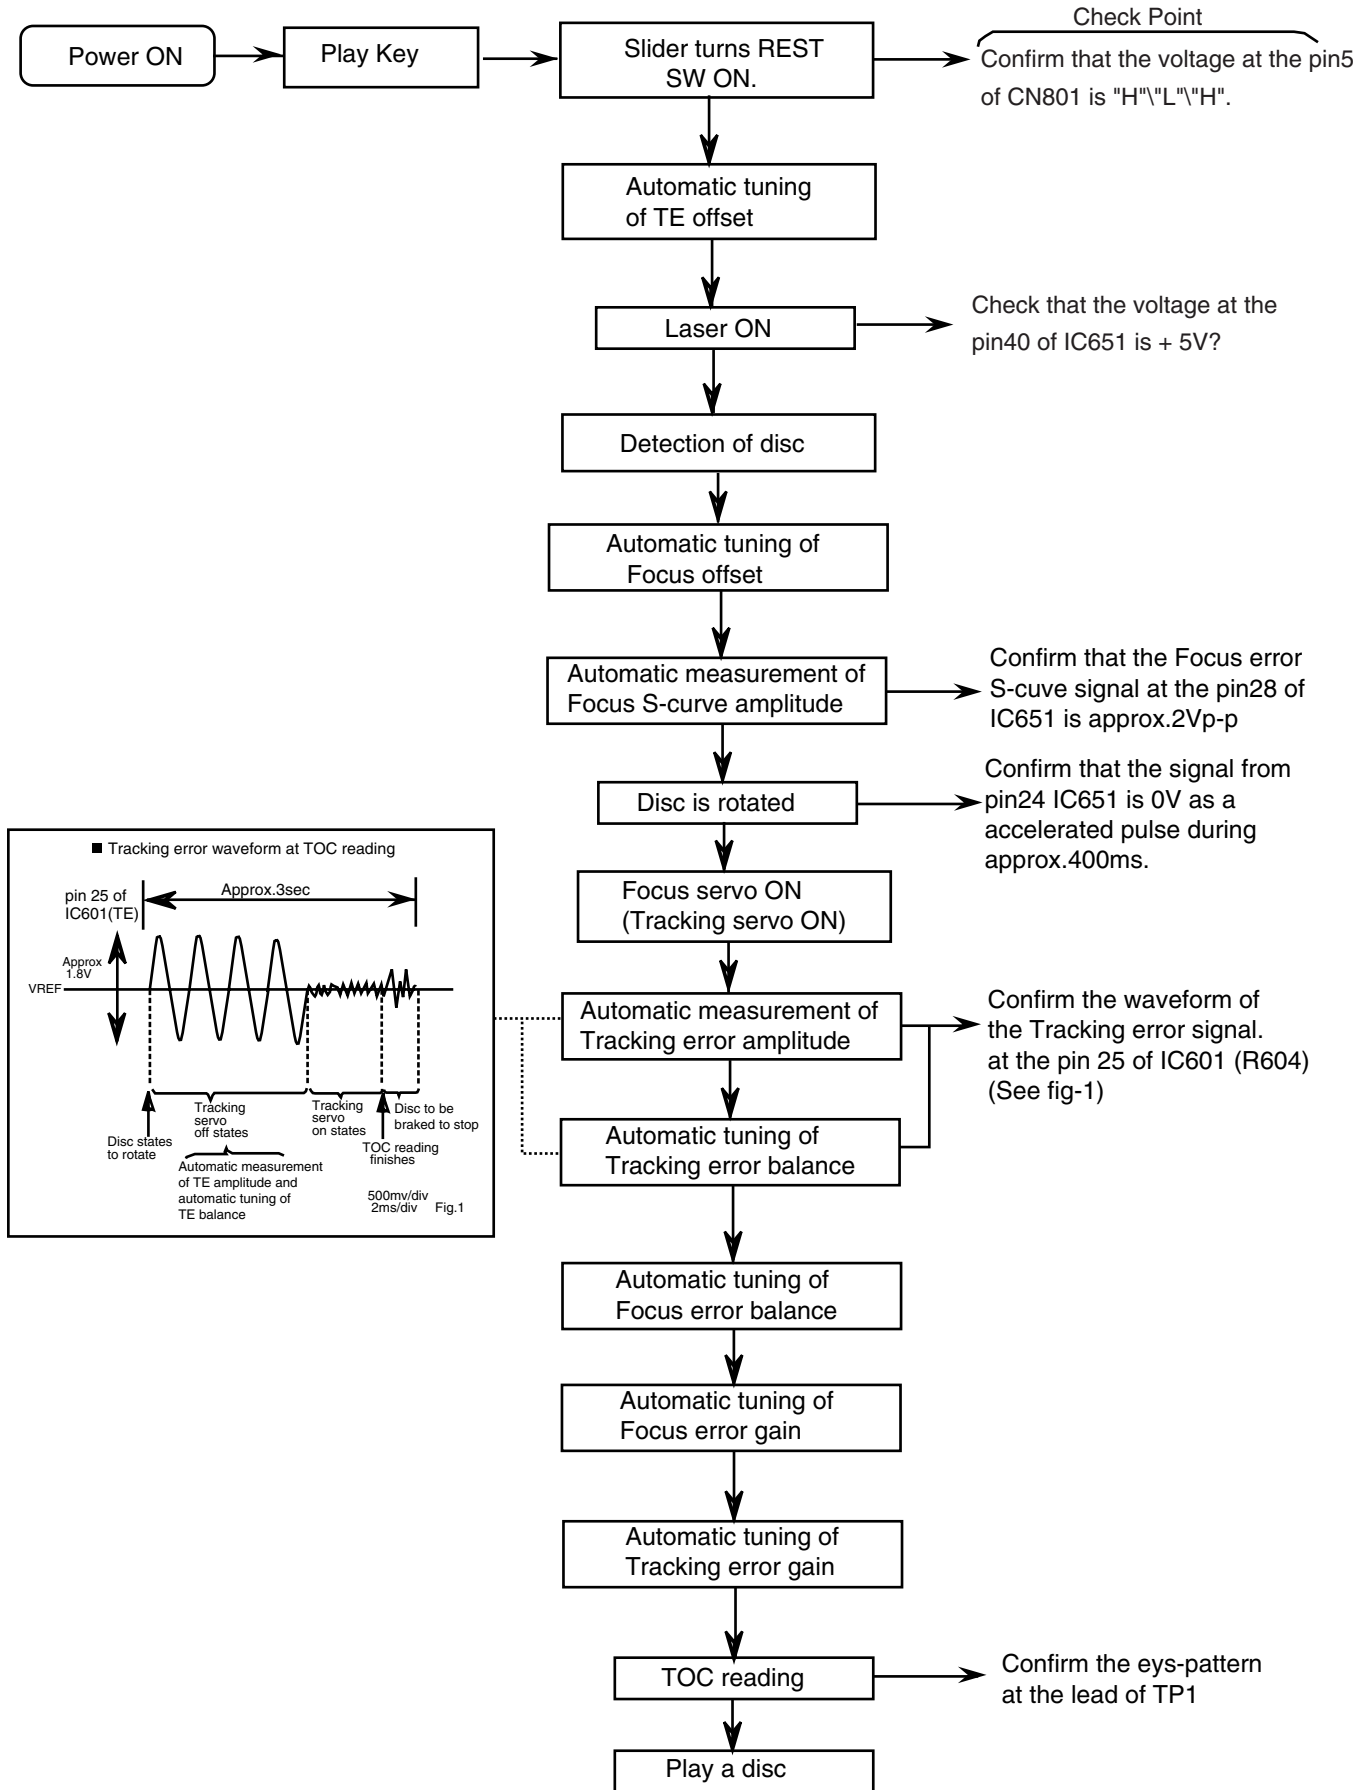 Check Point
Power ON
Play Key
Slider turns REST
SW ON.
Confirm that the voltage at the pin5
of CN801 is "H"\"L"\"H".
Automatic tuning
of TE offset
Laser ON
Check that the voltage at the
pin40 of IC651 is + 5V?
Detection of disc
Automatic tuning of
Focus offset
Automatic measurement of
Focus S-curve amplitude
Confirm that the Focus error
S-cuve signal at the pin28 of
IC651 is approx.2Vp-p
Disc is rotated
Confirm that the signal from
pin24 IC651 is 0V as a
accelerated pulse during
approx.400ms.
Focus servo ON
(Tracking servo ON)
■ Tracking error waveform at TOC reading
pin 25 of
IC601(TE)
Approx.3sec
Approx
1.8V
VREF
Disc states
to rotate
Tracking
servo
off states
Tracking
servo
on states
Disc to be
braked to stop
TOC reading
finishes
Automatic measurement
of TE amplitude and
automatic tuning of
TE balance
500mv/div
2ms/div
Fig.1
Automatic measurement of
Tracking error amplitude
Confirm the waveform of
the Tracking error signal.
at the pin 25 of IC601 (R604)
(See fig-1)
Automatic tuning of
Tracking error balance
Automatic tuning of
Focus error balance
Automatic tuning of
Focus error gain
Automatic tuning of
Tracking error gain
TOC reading
Confirm the eys-pattern
at the lead of TP1
Play a disc